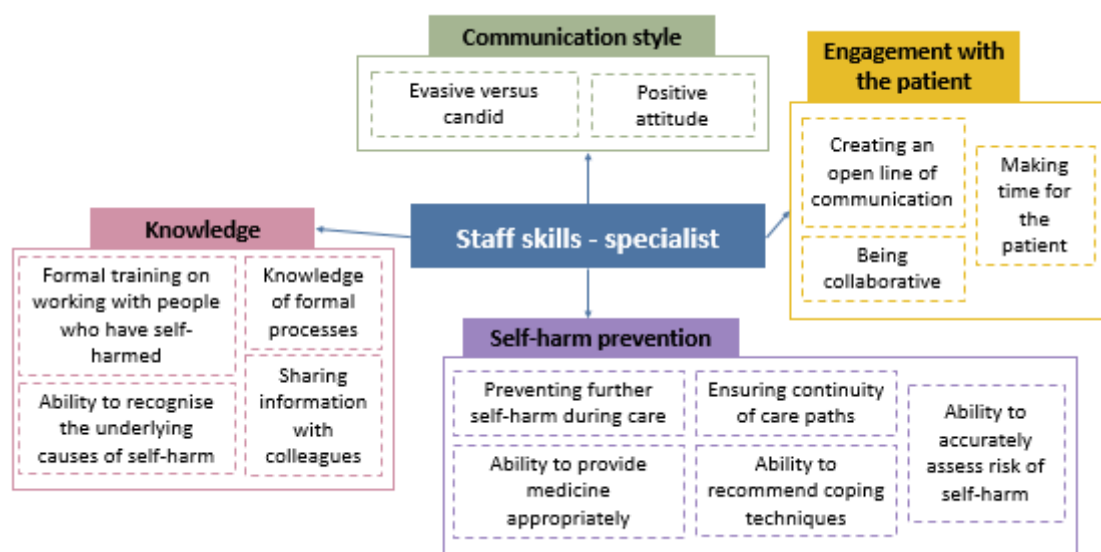 Communication style
Evasive versus
candid
Positive
attitude
Engagement with
the patient
Creating an
open line of
communication
Making
time for
the
patient
Being
collaborative
Staff skills - specialist
Knowledge
Formal training on
working with people
who have self-
harmed
Knowledge
of formal
processes
Ability to recognise
the underlying
causes of self-harm
Sharing
information
with
colleagues
Self-harm prevention
Preventing further
self-harm during care
Ensuring continuity
of care paths
Ability to
accurately
assess risk of
self-harm
Ability to provide
medicine
appropriately
Ability to
recommend coping
techniques